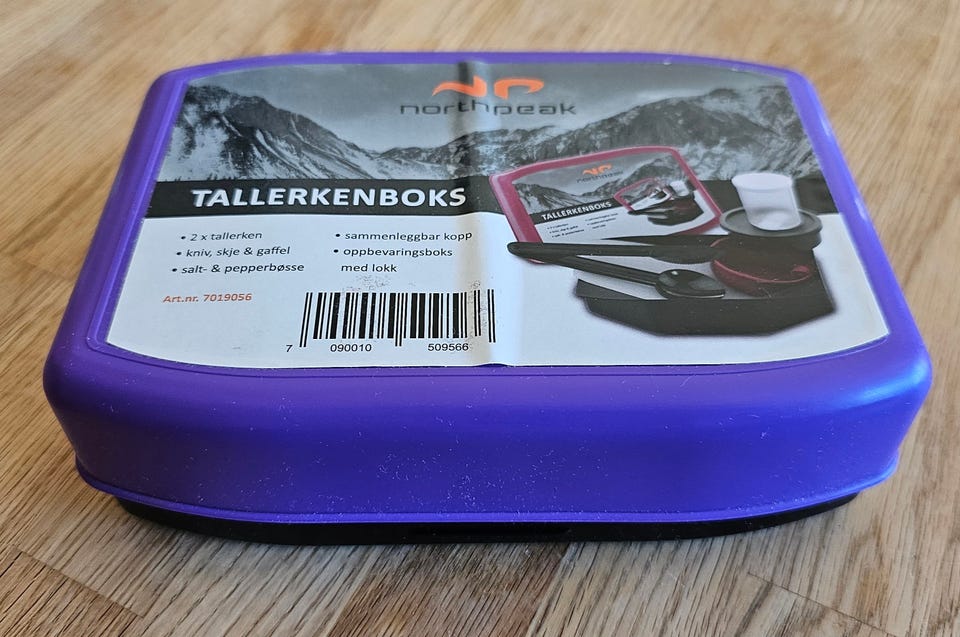 northpeak
TALLERKENBOKS
• 2 x tallerken
• kniv, skje & gaffel
• salt- & pepperbøsse
• sammenleggbar kopp
• oppbevaringsboks
med lokk
Art.nr. 7019056
7 090010 509566
northpeak
TALLERKENBOKS